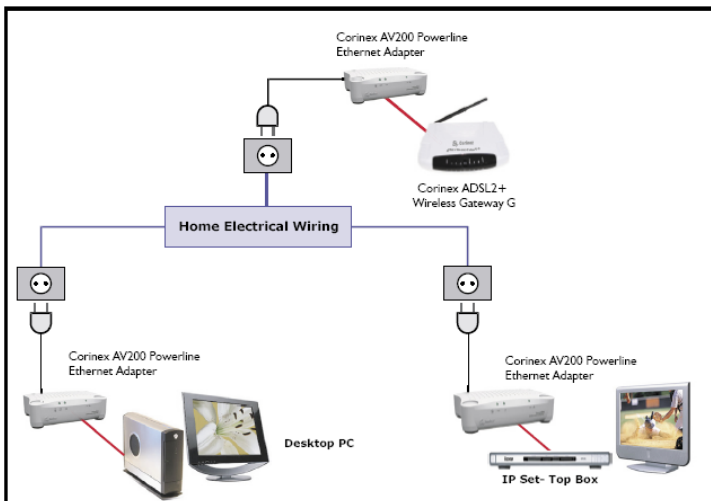 Corinex AV200 Powerline
Ethernet Adapter
Corinex ADSL2+
Wireless Gateway G
Home Electrical Wiring
Corinex AV200 Powerline
Ethernet Adapter
Desktop PC
Corinex AV200 Powerline
Ethernet Adapter
IP Set- Top Box